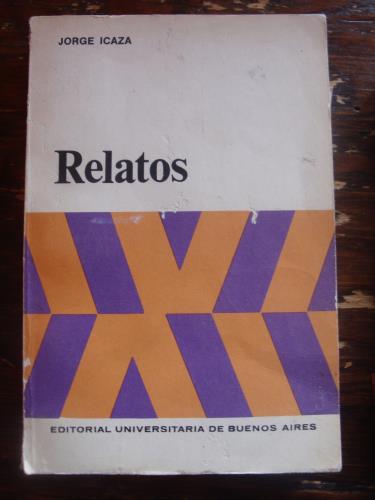 JORGE ICAZA
Relatos
EDITORIAL UNIVERSITARIA DE BUENOS AIRES